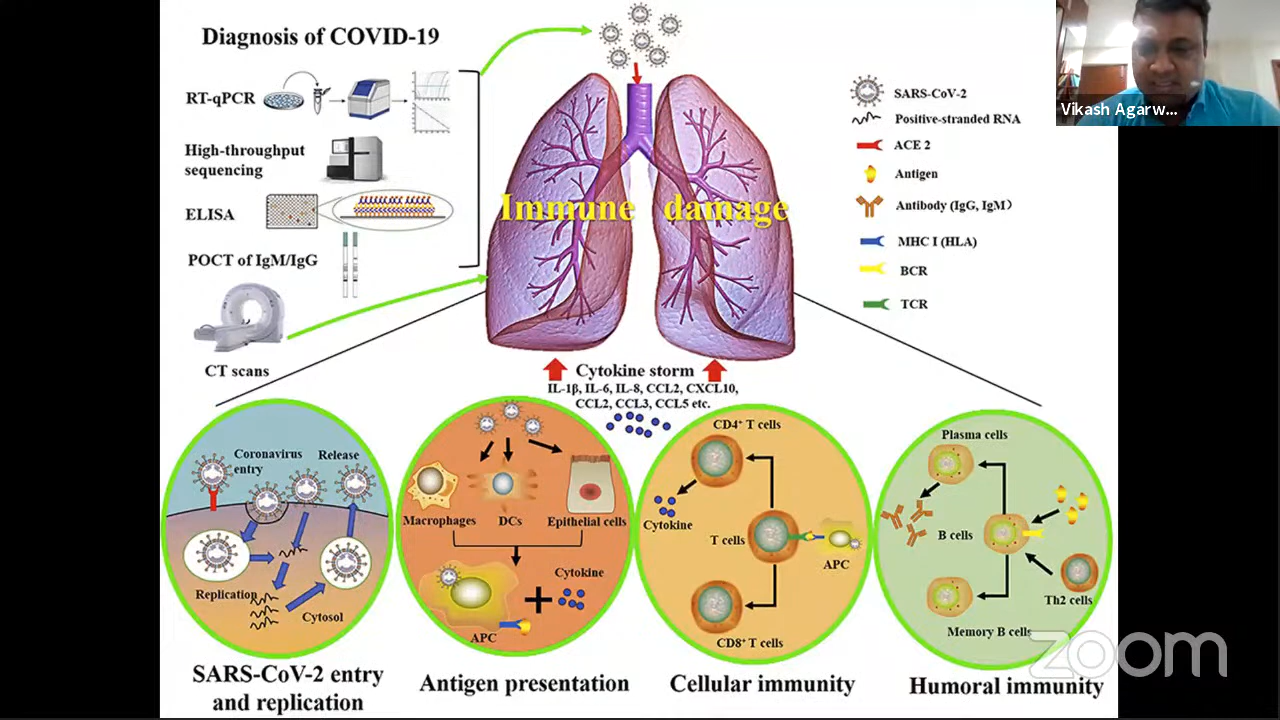 Diagnosis of COVID-19
RT-qPCR
High-throughput
sequencing
ELISA
POCT of IgM/IgG
CT scans
Immune damage
SARS-CoV-2
Positive-stranded RNA
ACE 2
Antigen
Antibody (IgG, IgM)
MHC I (HLA)
BCR
TCR
Vikash Agarw...
Cytokine storm
IL-1β, IL-6, IL-8, CCL2, CXCL10,
CCL2, CCL3, CCL5 etc.
Coronavirus
entry
Release
Replication
Cytosol
SARS-CoV-2 entry
and replication
Macrophages
DCs
Epithelial cells
Cytokine
APC
Antigen presentation
CD4+ T cells
Cytokine
T cells
APC
CD8+ T cells
Cellular immunity
Plasma cells
B cells
Th2 cells
Memory B cells
Humoral immunity
zoom